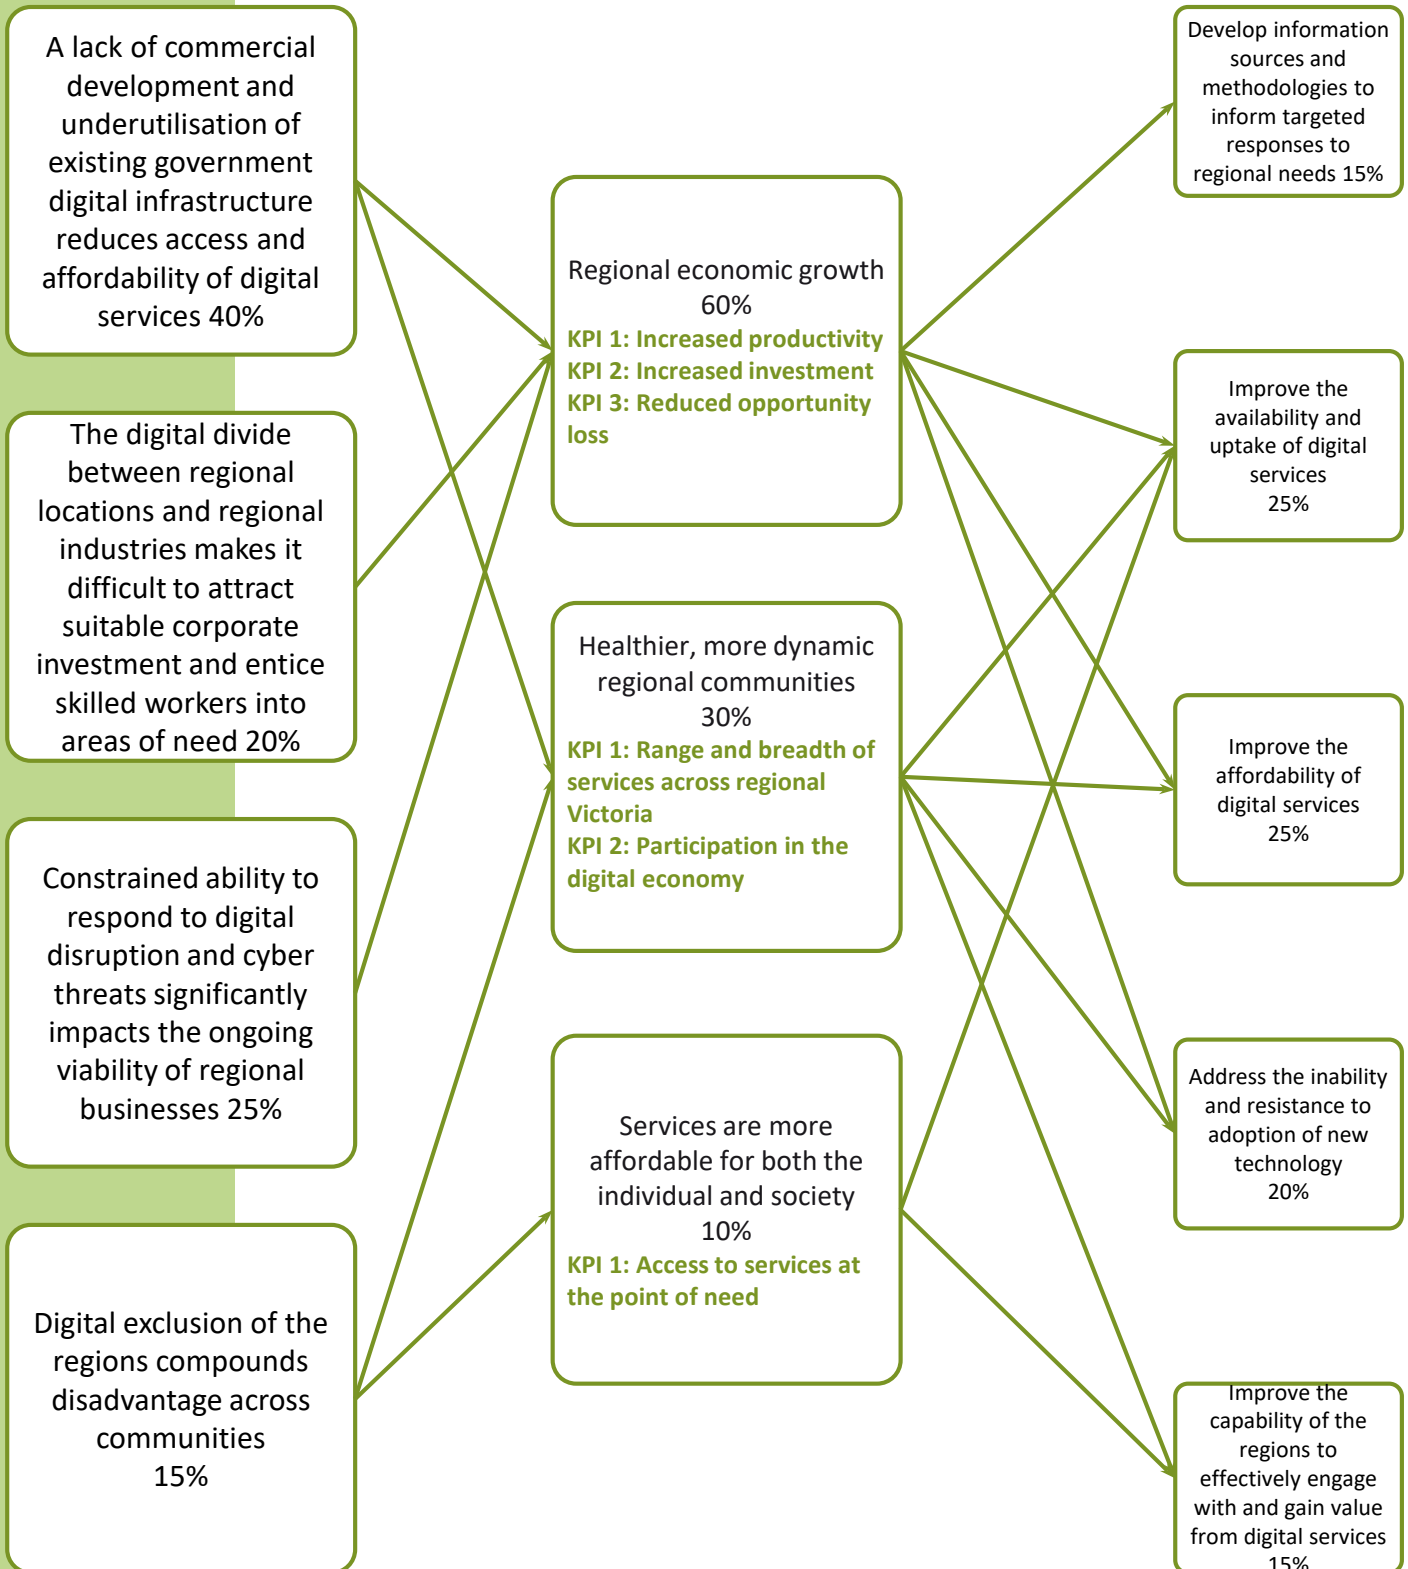 A lack of commercial
development and
underutilisation of
existing government
digital infrastructure
reduces access and
affordability of digital
services 40%
The digital divide
between regional
locations and regional
industries makes it
difficult to attract
suitable corporate
investment and entice
skilled workers into
areas of need 20%
Constrained ability to
respond to digital
disruption and cyber
threats significantly
impacts the ongoing
viability of regional
businesses 25%
Digital exclusion of the
regions compounds
disadvantage across
communities
15%
Regional economic growth
60%
KPI 1: Increased productivity
KPI 2: Increased investment
KPI 3: Reduced opportunity
loss
Healthier, more dynamic
regional communities
30%
KPI 1: Range and breadth of
services across regional
Victoria
KPI 2: Participation in the
digital economy
Services are more
affordable for both the
individual and society
10%
KPI 1: Access to services at
the point of need
Develop information
sources and
methodologies to
inform targeted
responses to
regional needs 15%
Improve the
availability and
uptake of digital
services
25%
Improve the
affordability of
digital services
25%
Address the inability
and resistance to
adoption of new
technology
20%
Improve the
capability of the
regions to
effectively engage
with and gain value
from digital services
15%